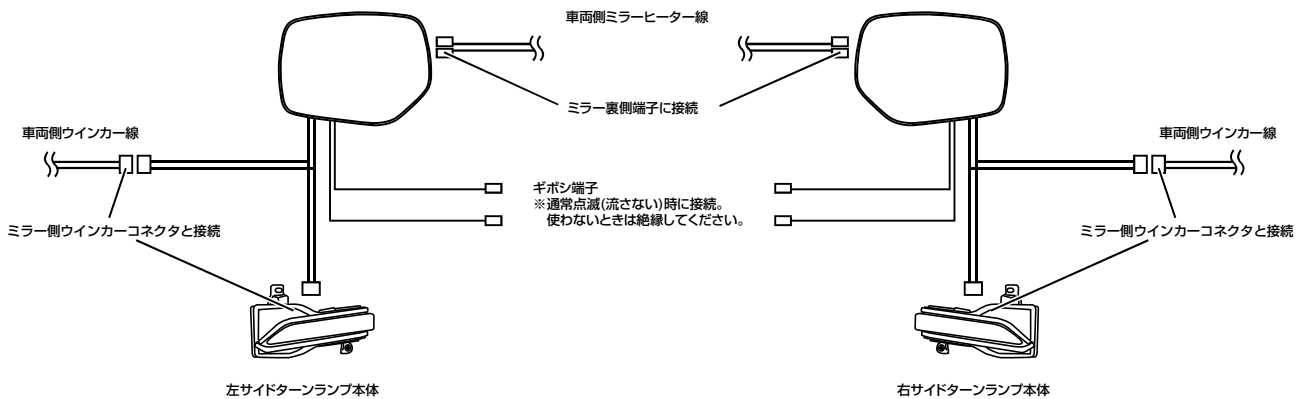 車両側ミラーヒーター線
ミラー裏側端子に接続
車両側ウインカー線
車両側ウインカー線
ギボシ端子
※通常点滅(流さない)時に接続。
使わないときは絶縁してください。
ミラー側ウインカーコネクタと接続
ミラー側ウインカーコネクタと接続
左サイドターンランプ本体
右サイドターンランプ本体